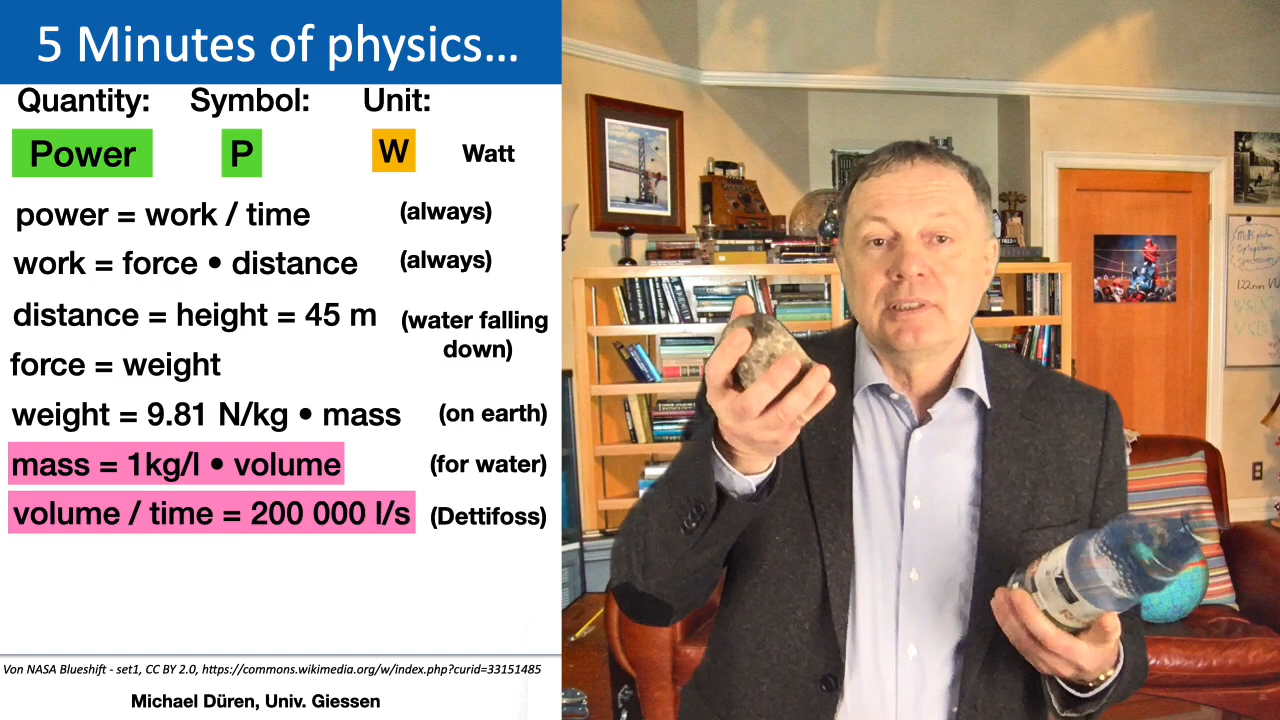 5 Minutes of physics...
Quantity: Symbol: Unit:
Power P W Watt
power = work / time (always)
work = force • distance (always)
distance = height = 45 m (water falling
down)
force = weight
weight = 9.81 N/kg • mass (on earth)
mass = 1kg/l • volume (for water)
volume / time = 200 000 l/s (Dettifoss)
Von NASA Blueshift - set1, CC BY 2.0, https://commons.wikimedia.org/w/index.php?curid=33151485
Michael Düren, Univ. Giessen
122nm